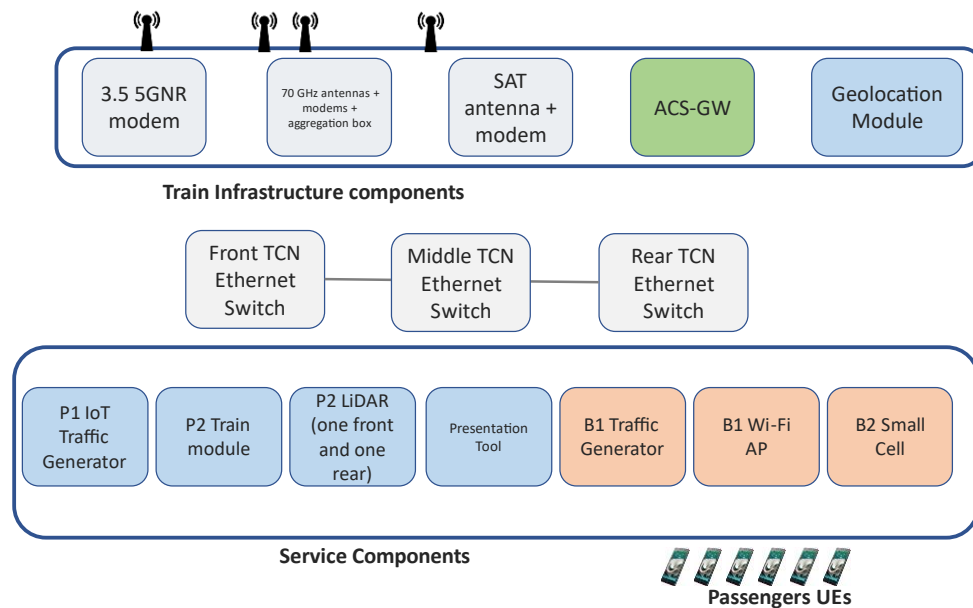 3.5 5GNR
modem
70 GHz antennas +
modems +
aggregation box
SAT
antenna +
modem
ACS-GW
Geolocation
Module
Train Infrastructure components
Front TCN
Ethernet
Switch
Middle TCN
Ethernet
Switch
Rear TCN
Ethernet
Switch
P1 IoT
Traffic
Generator
P2 Train
module
P2 LiDAR
(one front
and one
rear)
Presentation
Tool
B1 Traffic
Generator
B1 Wi-Fi
AP
B2 Small
Cell
Service Components
Passengers UEs